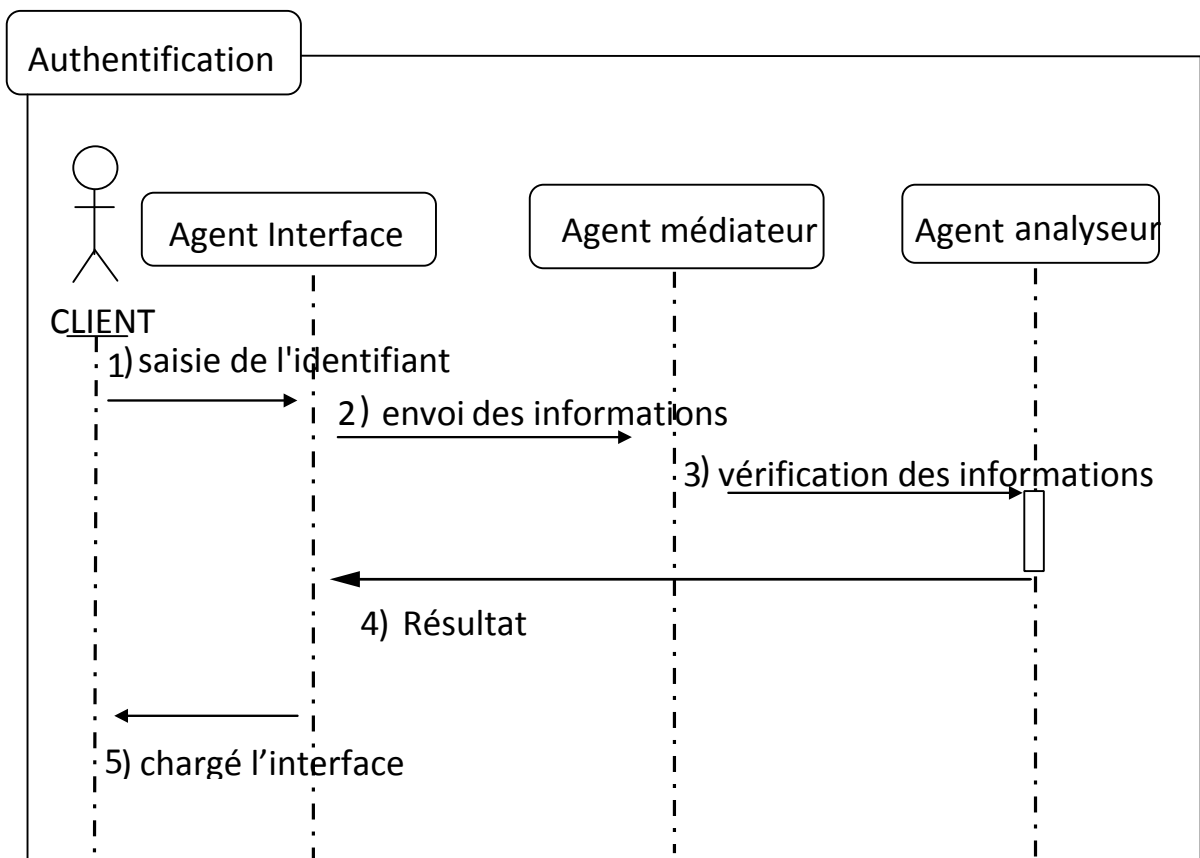 Authentification
Agent Interface
Agent médiateur
Agent analyseur
CLIENT
1) saisie de l'identifiant
2) envoi des informations
3) vérification des informations
4) Résultat
5) chargé l’interface